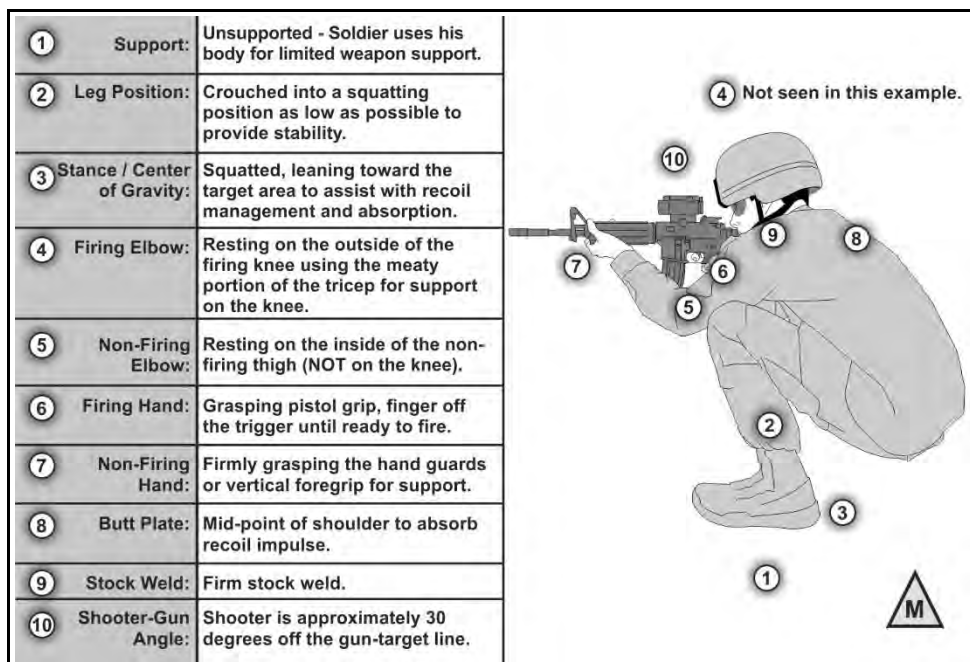 1 Support: Unsupported - Soldier uses his
body for limited weapon support.
2 Leg Position: Crouched into a squatting
position as low as possible to
provide stability.
3 Stance / Center
of Gravity: Squatted, leaning toward the
target area to assist with recoil
management and absorption.
4 Firing Elbow: Resting on the outside of the
firing knee using the meaty
portion of the tricep for support
on the knee.
5 Non-Firing
Elbow: Resting on the inside of the non-
firing thigh (NOT on the knee).
6 Firing Hand: Grasping pistol grip, finger off
the trigger until ready to fire.
7 Non-Firing
Hand: Firmly grasping the hand guards
or vertical foregrip for support.
8 Butt Plate: Mid-point of shoulder to absorb
recoil impulse.
9 Stock Weld: Firm stock weld.
10 Shooter-Gun
Angle: Shooter is approximately 30
degrees off the gun-target line.
4 Not seen in this example.
10
9
8
7
6
5
2
3
1
M